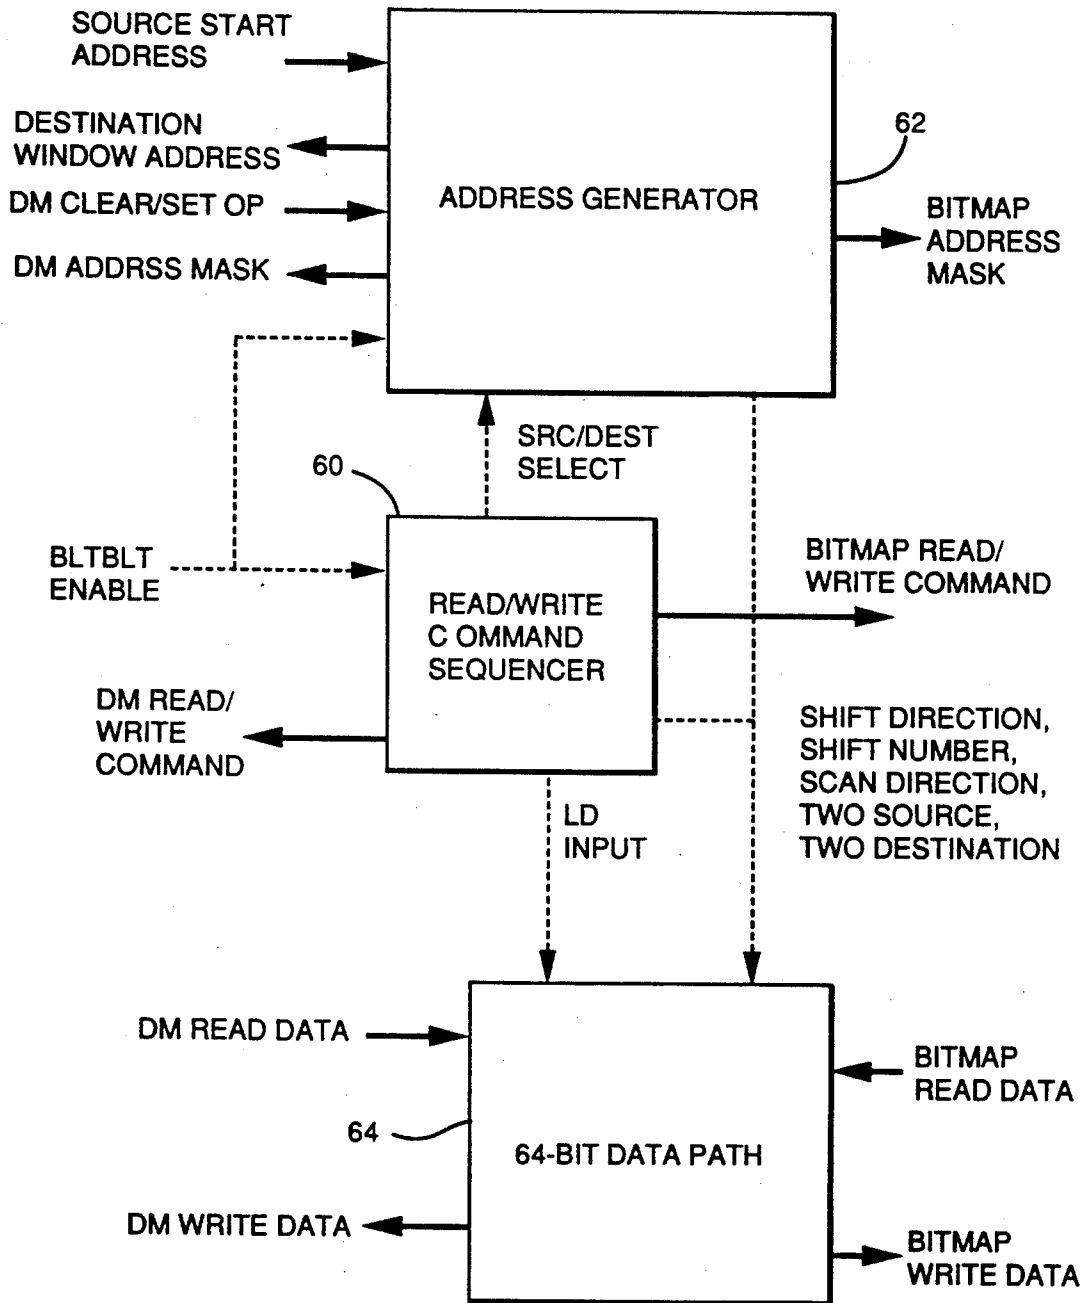 SOURCE START
ADDRESS
DESTINATION
WINDOW ADDRESS
DM CLEAR/SET OP
DM ADDRSS MASK
ADDRESS GENERATOR
62
BITMAP
ADDRESS
MASK
SRC/DEST
SELECT
60
BLTBLT
ENABLE
READ/WRITE
C OMMAND
SEQUENCER
BITMAP READ/
WRITE COMMAND
DM READ/
WRITE
COMMAND
SHIFT DIRECTION,
SHIFT NUMBER,
SCAN DIRECTION,
TWO SOURCE,
TWO DESTINATION
LD
INPUT
DM READ DATA
BITMAP
READ DATA
64
64-BIT DATA PATH
DM WRITE DATA
BITMAP
WRITE DATA